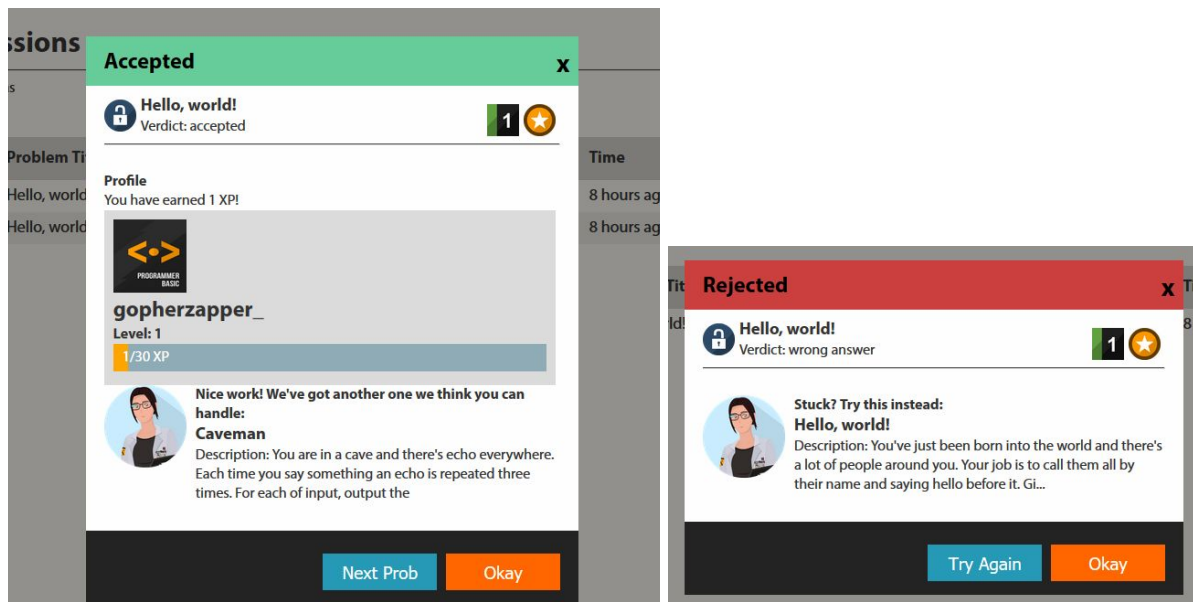 ssions
Accepted
x
s
Hello, world!
Verdict: accepted
1
Problem Ti
Time
Profile
You have earned 1 XP!
Hello, world
8 hours ag
Hello, world
8 hours ag
<•>
PROGRAMMER
BASIC
gopherzapper_
Level: 1
1/30 XP
Nice work! We've got another one we think you can
handle:
Caveman
Description: You are in a cave and there's echo everywhere.
Each time you say something an echo is repeated three
times. For each of input, output the
Next Prob
Okay
Tit
Rejected
x
T
ld!
8
Hello, world!
Verdict: wrong answer
1
Stuck? Try this instead:
Hello, world!
Description: You've just been born into the world and there's
a lot of people around you. Your job is to call them all by
their name and saying hello before it. Gi...
Try Again
Okay